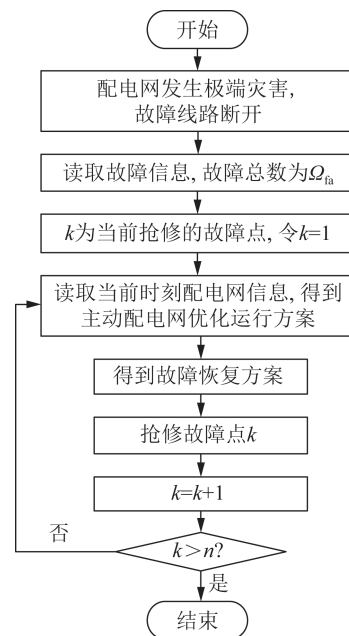 开始
配电网发生极端灾害,
故障线路断开
读取故障信息, 故障总数为Ωfa
k为当前抢修的故障点, 令k=1
读取当前时刻配电网信息, 得到
主动配电网优化运行方案
得到故障恢复方案
抢修故障点k
k=k+1
否
k>n?
是
结束